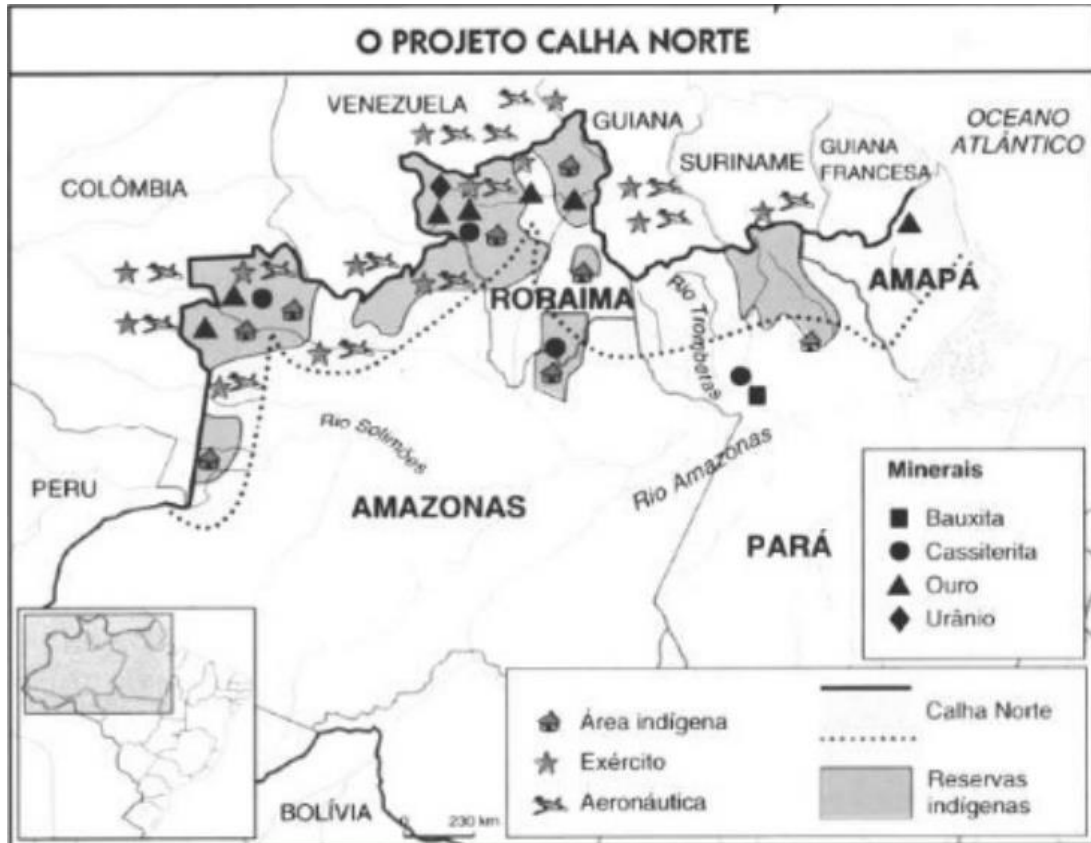 O PROJETO CALHA NORTE
VENEZUELA
GUIANA
OCEANO
ATLÂNTICO
SURINAME
GUIANA
FRANCESA
COLÔMBIA
AMAPÁ
RORAIMA
Rio Trombetas
Rio Solimões
Rio Amazonas
PERU
AMAZONAS
PARÁ
Minerais
Bauxita
Cassiterita
Ouro
Urânio
Área indígena
Exército
Aeronáutica
Calha Norte
Reservas
indígenas
BOLÍVIA
0 230 km